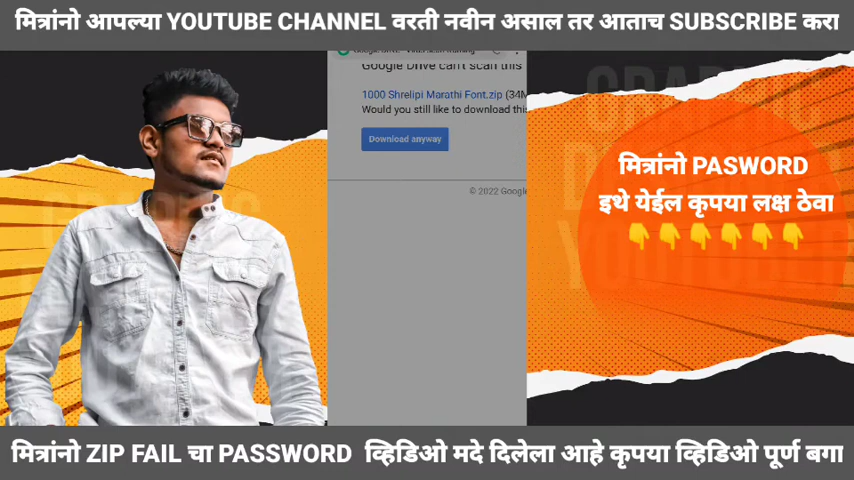 मित्रांनो आपल्या YOUTUBE CHANNEL वरती नवीन असाल तर आताच SUBSCRIBE करा
Google Drive can't scan this
1000 Shrelipi Marathi Font.zip (34M
Would you still like to download this
Download anyway
© 2022 Google
मित्रांनो PASWORD
इथे येईल कृपया लक्ष ठेवा
👇👇👇👇👇👇
मित्रांनो ZIP FAIL चा PASSWORD व्हिडिओ मदे दिलेला आहे कृपया व्हिडिओ पूर्ण बगा